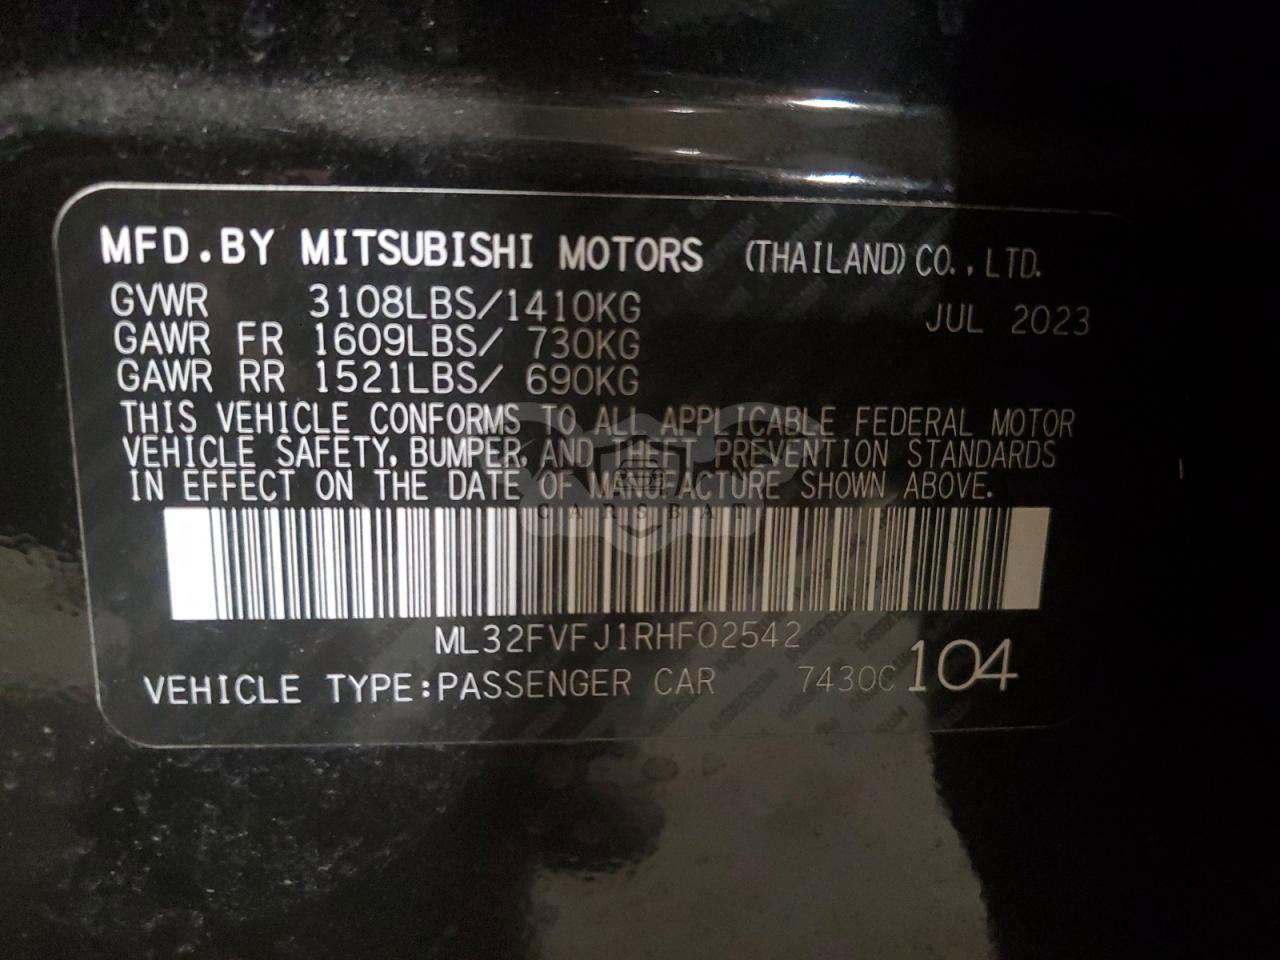 MFD.BY MITSUBISHI MOTORS (THAILAND) CO.,LTD.
GVWR 3108LBS/1410KG JUL 2023
GAWR FR 1609LBS/ 730KG
GAWR RR 1521LBS/ 690KG
THIS VEHICLE CONFORMS TO ALL APPLICABLE FEDERAL MOTOR
VEHICLE SAFETY, BUMPER, AND THEFT PREVENTION STANDARDS
IN EFFECT ON THE DATE OF MANUFACTURE SHOWN ABOVE.
CARSBAT
ML32FVFJ1RHF02542
VEHICLE TYPE:PASSENGER CAR 7430C 104